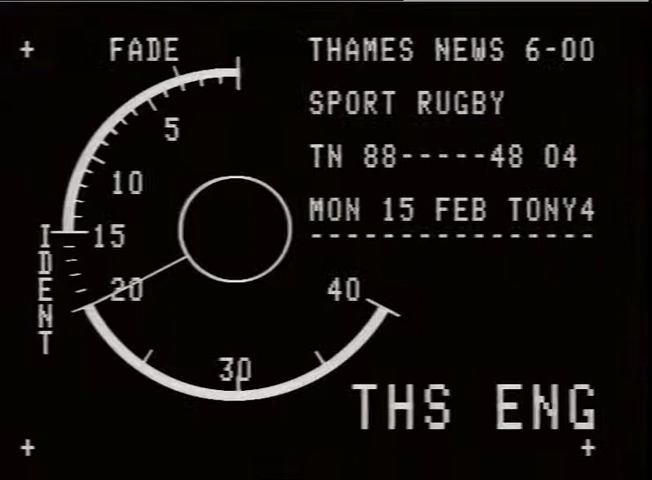 FADE
THAMES NEWS 6-00
SPORT RUGBY
TN 88-----48 04
MON 15 FEB TONY4
----------------
5
10
15
20
30
40
IDENT
THS ENG